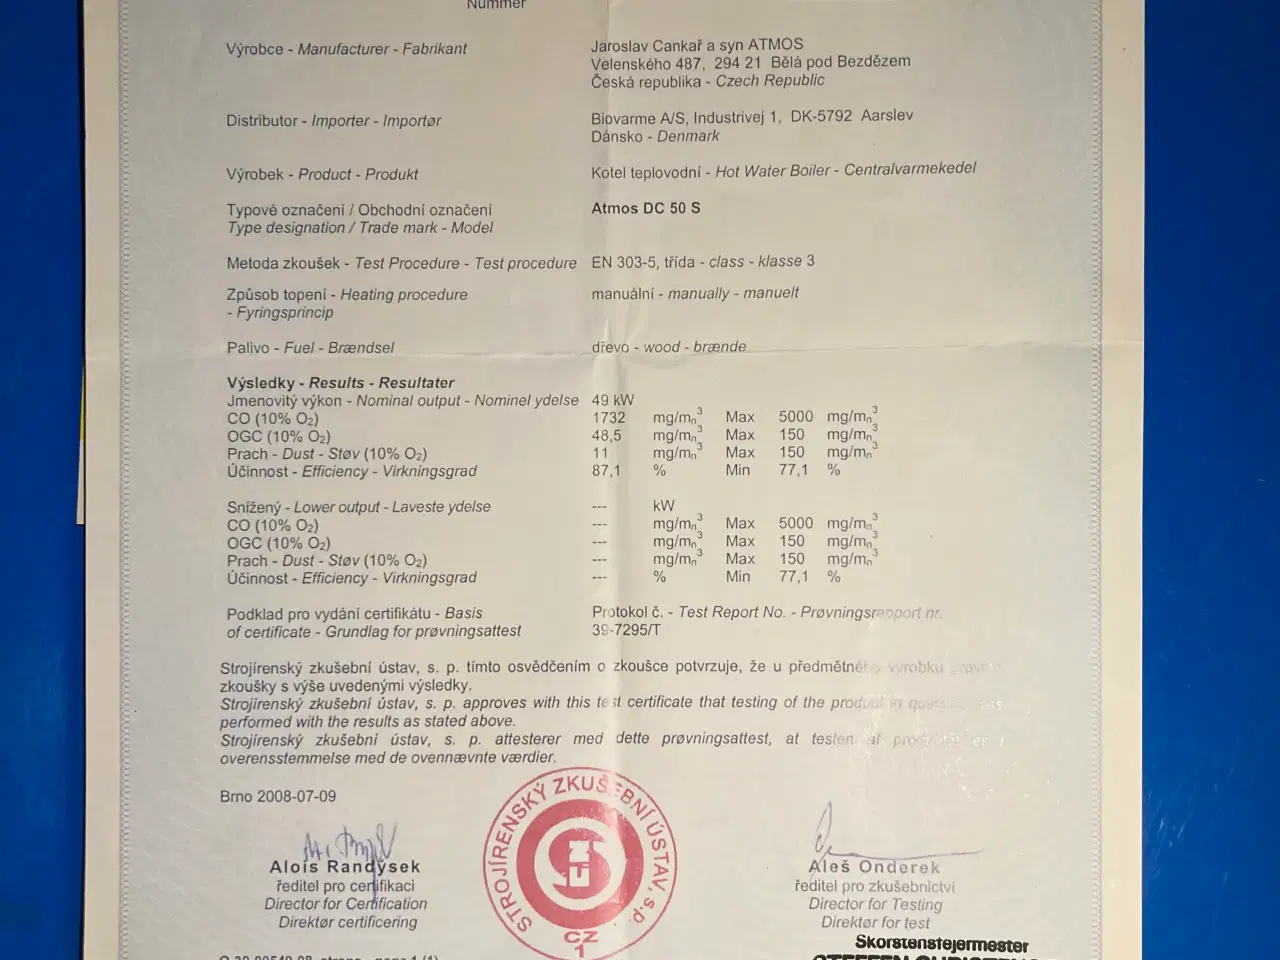 Nummer
Výrobce - Manufacturer - Fabrikant
Jaroslav Cankař a syn ATMOS
Velenského 487, 294 21 Bělá pod Bezdězem
Česká republika - Czech Republic
Distributor - Importer - Importør
Biovarme A/S, Industrivej 1, DK-5792 Aarslev
Dánsko - Denmark
Výrobek - Product - Produkt
Kotel teplovodní - Hot Water Boiler - Centralvarmekedel
Typové označení / Obchodní označení
Type designation / Trade mark - Model
Atmos DC 50 S
Metoda zkoušek - Test Procedure - Test procedure
EN 303-5, třída - class - klasse 3
Způsob topení - Heating procedure
- Fyringsprincip
manuální - manually - manuelt
Palivo - Fuel - Brændsel
dřevo - wood - brænde
Výsledky - Results - Resultater
Jmenovitý výkon - Nominal output - Nominel ydelse 49 kW
CO (10% O₂) 1732 mg/mₙ³ Max 5000 mg/mₙ³
OGC (10% O₂) 48,5 mg/mₙ³ Max 150 mg/mₙ³
Prach - Dust - Støv (10% O₂) 11 mg/mₙ³ Max 150 mg/mₙ³
Účinnost - Efficiency - Virkningsgrad 87,1 % Min 77,1 %
Snížený - Lower output - Laveste ydelse --- kW
CO (10% O₂) --- mg/mₙ³ Max 5000 mg/mₙ³
OGC (10% O₂) --- mg/mₙ³ Max 150 mg/mₙ³
Prach - Dust - Støv (10% O₂) --- mg/mₙ³ Max 150 mg/mₙ³
Účinnost - Efficiency - Virkningsgrad --- % Min 77,1 %
Podklad pro vydání certifikátu - Basis
of certificate - Grundlag for prøvningsattest
Protokol č. - Test Report No. - Prøvningsrapport nr.
39-7295/T
Strojírenský zkušební ústav, s. p. tímto osvědčením o zkoušce potvrzuje, že u předmětného výrobku
zkoušky s výše uvedenými výsledky.
Strojírenský zkušební ústav, s. p. approves with this test certificate that testing of the product in
performed with the results as stated above.
Strojírenský zkušební ústav, s. p. attesterer med dette prøvningsattest, at testen af er i
overensstemmelse med de ovennævnte værdier.
Brno 2008-07-09
STROJÍRENSKÝ ZKUŠEBNÍ ÚSTAV, s.p.
SZU
CZ
1
Alois Randýsek
ředitel pro certifikaci
Director for Certification
Direktør certificering
Aleš Onderek
ředitel pro zkušebnictví
Director for Testing
Direktør for test
Skorstensfejermester